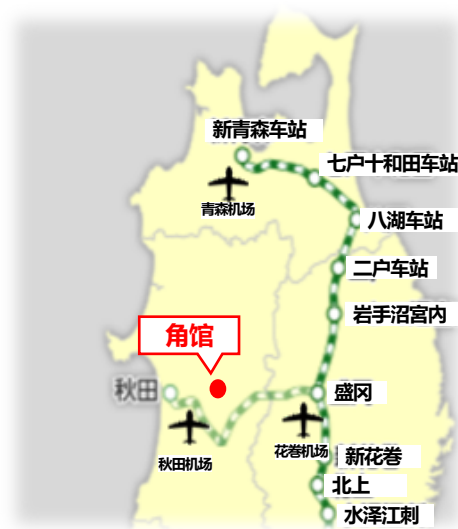 新青森车站
七户十和田车站
青森机场
八湖车站
二户车站
岩手沼宫内
角馆
秋田
盛冈
秋田机场
花卷机场
新花卷
北上
水泽江刺